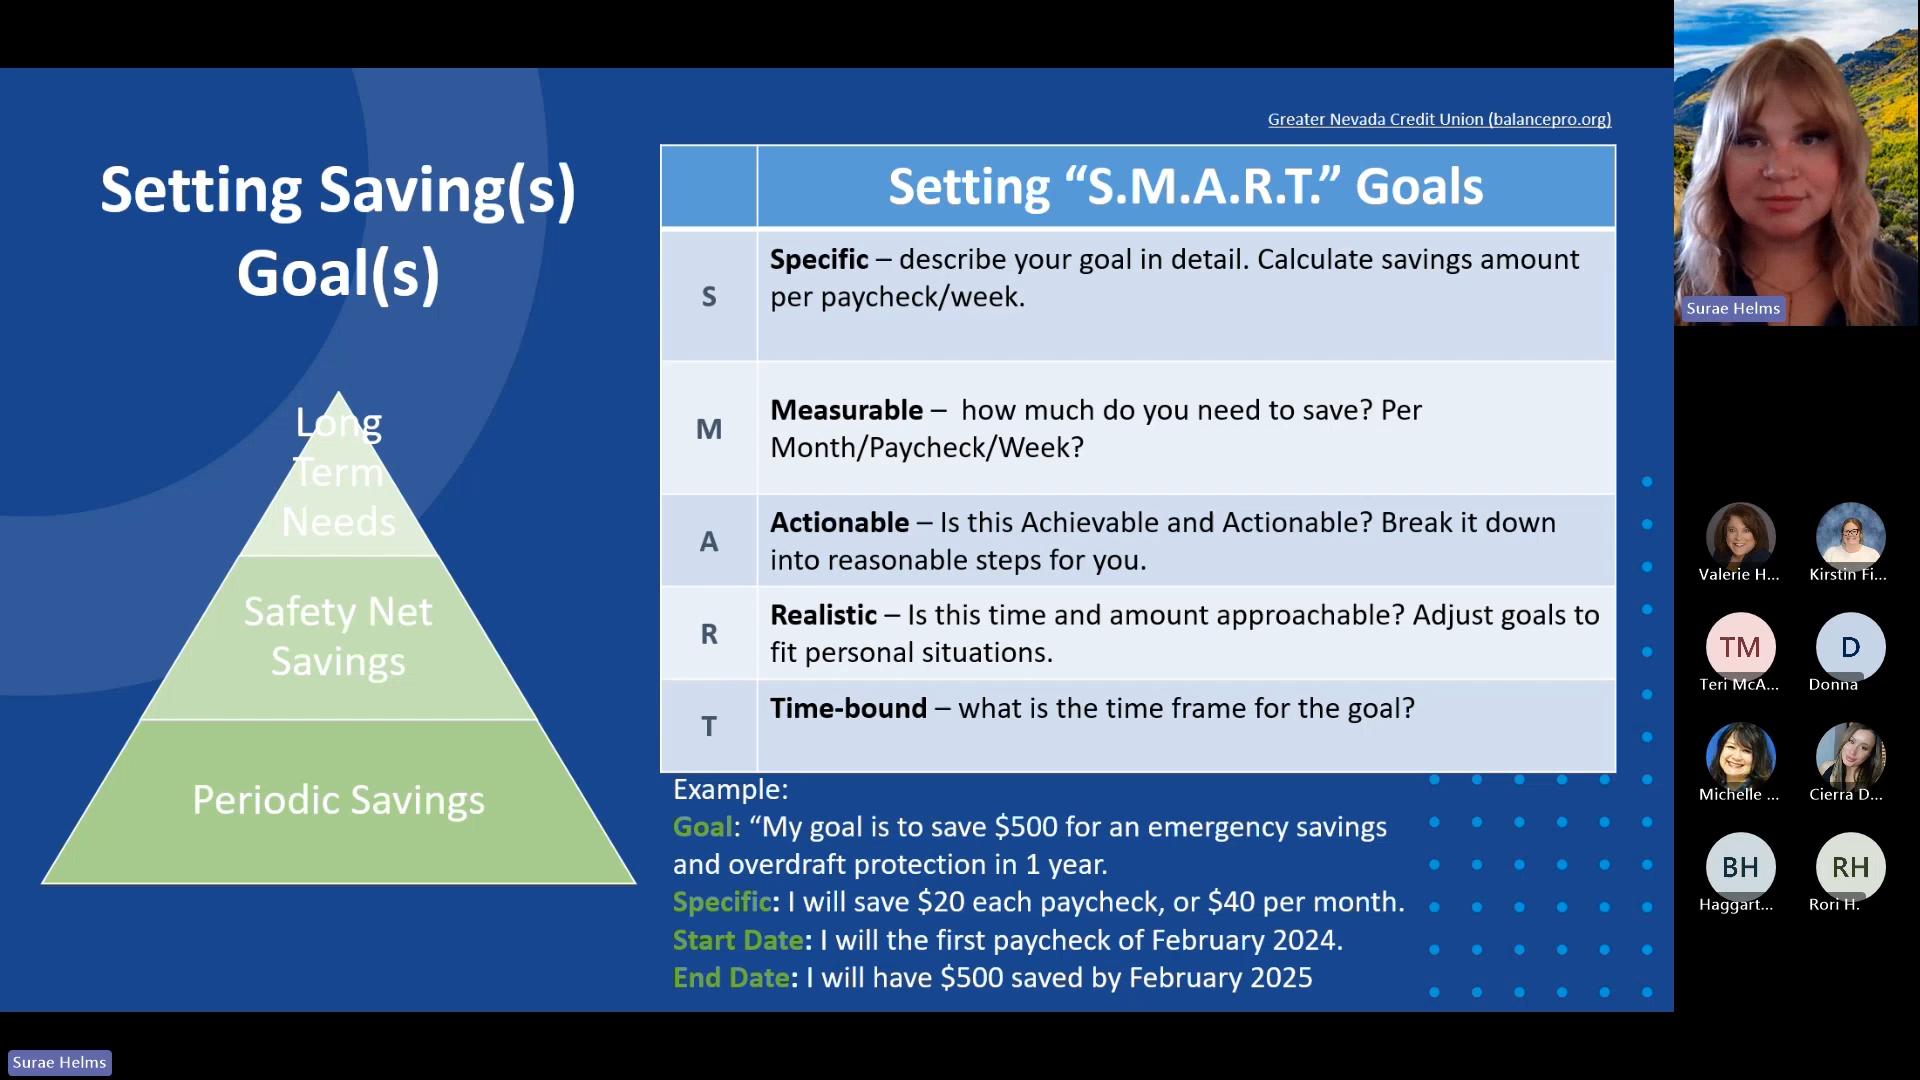 Greater Nevada Credit Union (balancepro.org)
Setting Saving(s)
Goal(s)
Long
Term
Needs
Safety Net
Savings
Periodic Savings
Setting “S.M.A.R.T.” Goals
S
Specific – describe your goal in detail. Calculate savings amount
per paycheck/week.
M
Measurable –  how much do you need to save? Per
Month/Paycheck/Week?
A
Actionable – Is this Achievable and Actionable? Break it down
into reasonable steps for you.
R
Realistic – Is this time and amount approachable? Adjust goals to
fit personal situations.
T
Time-bound – what is the time frame for the goal?
Example:
Goal: “My goal is to save $500 for an emergency savings
and overdraft protection in 1 year.
Specific: I will save $20 each paycheck, or $40 per month.
Start Date: I will the first paycheck of February 2024.
End Date: I will have $500 saved by February 2025
Surae Helms
Valerie H...
Kirstin Fi...
TM
Teri McA...
D
Donna
Michelle ...
Cierra D...
BH
Haggart...
RH
Rori H.
Surae Helms